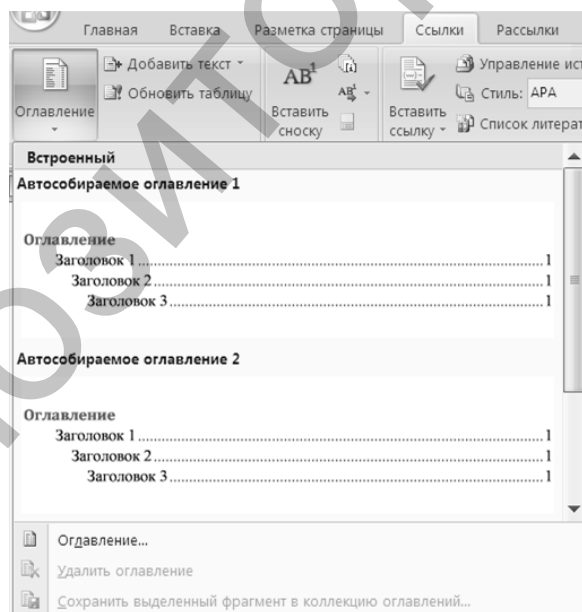 Главная Вставка Разметка страницы Ссылки Рассылки
Оглавление
Добавить текст
Обновить таблицу
AB1
Вставить сноску
AB1
Вставить ссылку
Управление ист
Стиль: APA
Список литерат
Встроенный
Автособираемое оглавление 1
Оглавление
Заголовок 1 ........ 1
Заголовок 2 ........ 1
Заголовок 3 ........ 1
Автособираемое оглавление 2
Оглавление
Заголовок 1 ........ 1
Заголовок 2 ........ 1
Заголовок 3 ........ 1
Оглавление...
Удалить оглавление
Сохранить выделенный фрагмент в коллекцию оглавлений...
ОЗИТО